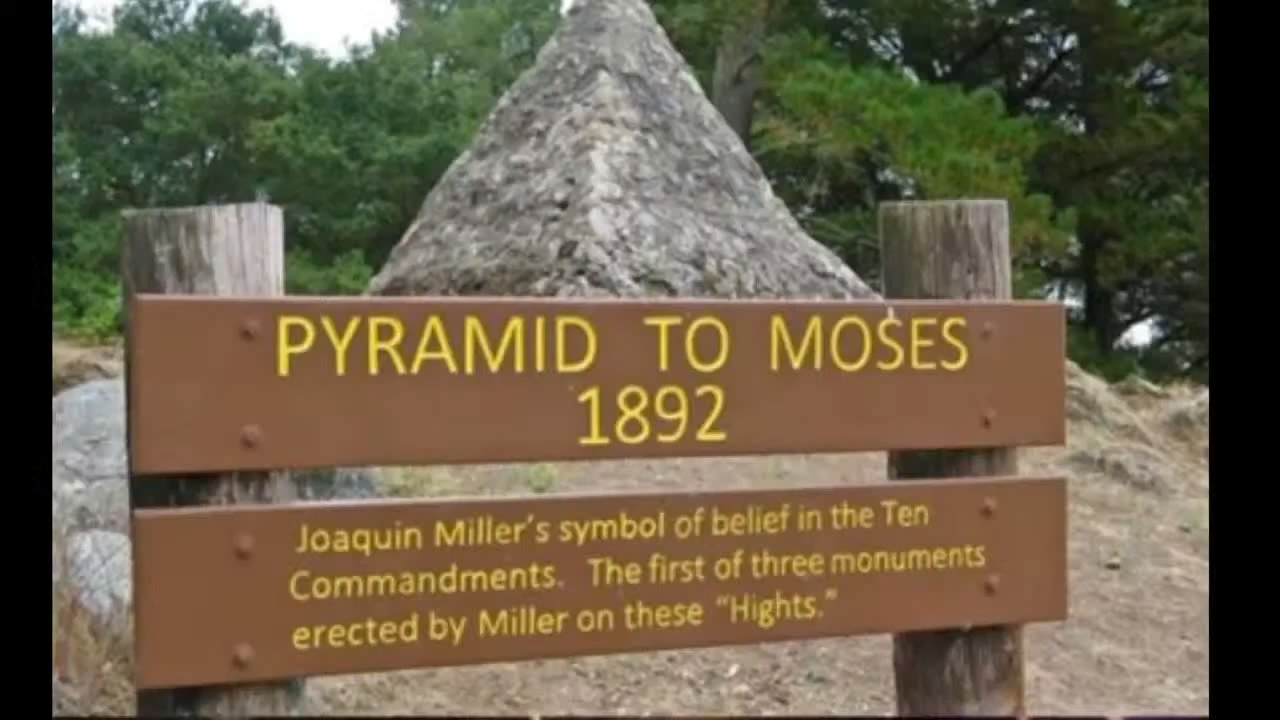 PYRAMID TO MOSES
1892
Joaquin Miller's symbol of belief in the Ten
Commandments. The first of three monuments
erected by Miller on these "Hights."